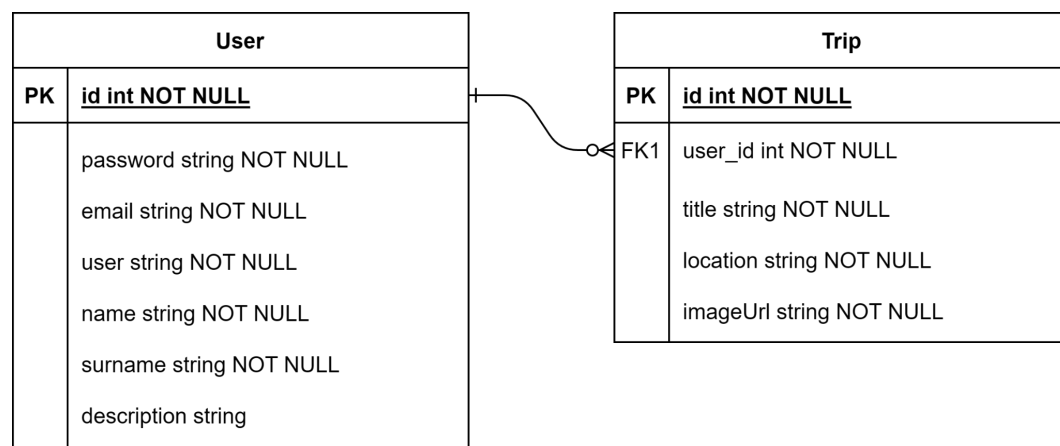 User
PK id int NOT NULL
password string NOT NULL
email string NOT NULL
user string NOT NULL
name string NOT NULL
surname string NOT NULL
description string
Trip
PK id int NOT NULL
FK1 user_id int NOT NULL
title string NOT NULL
location string NOT NULL
imageUrl string NOT NULL